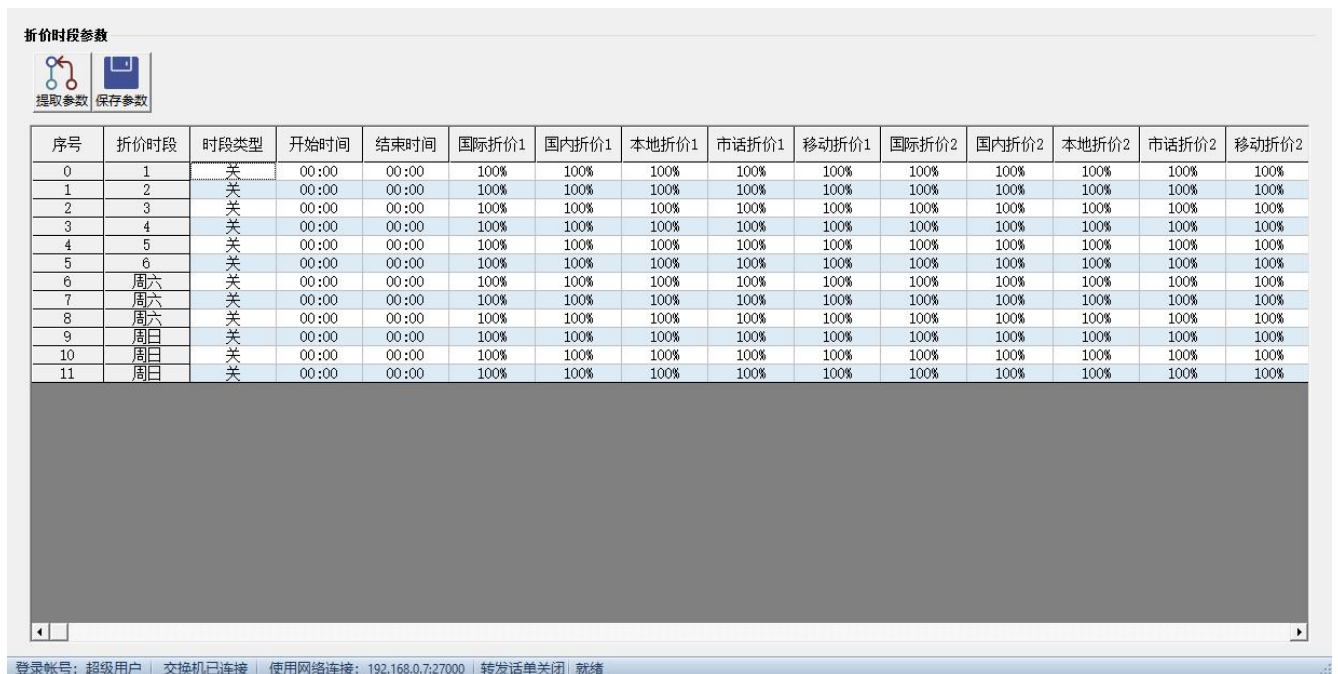 折价时段参数
提取参数 保存参数
序号 折价时段 时段类型 开始时间 结束时间 国际折价1 国内折价1 本地折价1 市话折价1 移动折价1 国际折价2 国内折价2 本地折价2 市话折价2 移动折价2
0 1 关 00:00 00:00 100% 100% 100% 100% 100% 100% 100% 100% 100% 100%
1 2 关 00:00 00:00 100% 100% 100% 100% 100% 100% 100% 100% 100% 100%
2 3 关 00:00 00:00 100% 100% 100% 100% 100% 100% 100% 100% 100% 100%
3 4 关 00:00 00:00 100% 100% 100% 100% 100% 100% 100% 100% 100% 100%
4 5 关 00:00 00:00 100% 100% 100% 100% 100% 100% 100% 100% 100% 100%
5 6 关 00:00 00:00 100% 100% 100% 100% 100% 100% 100% 100% 100% 100%
6 周六 关 00:00 00:00 100% 100% 100% 100% 100% 100% 100% 100% 100% 100%
7 周六 关 00:00 00:00 100% 100% 100% 100% 100% 100% 100% 100% 100% 100%
8 周六 关 00:00 00:00 100% 100% 100% 100% 100% 100% 100% 100% 100% 100%
9 周日 关 00:00 00:00 100% 100% 100% 100% 100% 100% 100% 100% 100% 100%
10 周日 关 00:00 00:00 100% 100% 100% 100% 100% 100% 100% 100% 100% 100%
11 周日 关 00:00 00:00 100% 100% 100% 100% 100% 100% 100% 100% 100% 100%
登录帐号：超级用户 交换机已连接 使用网络连接：192.168.0.7:27000 转发话单关闭 就绪